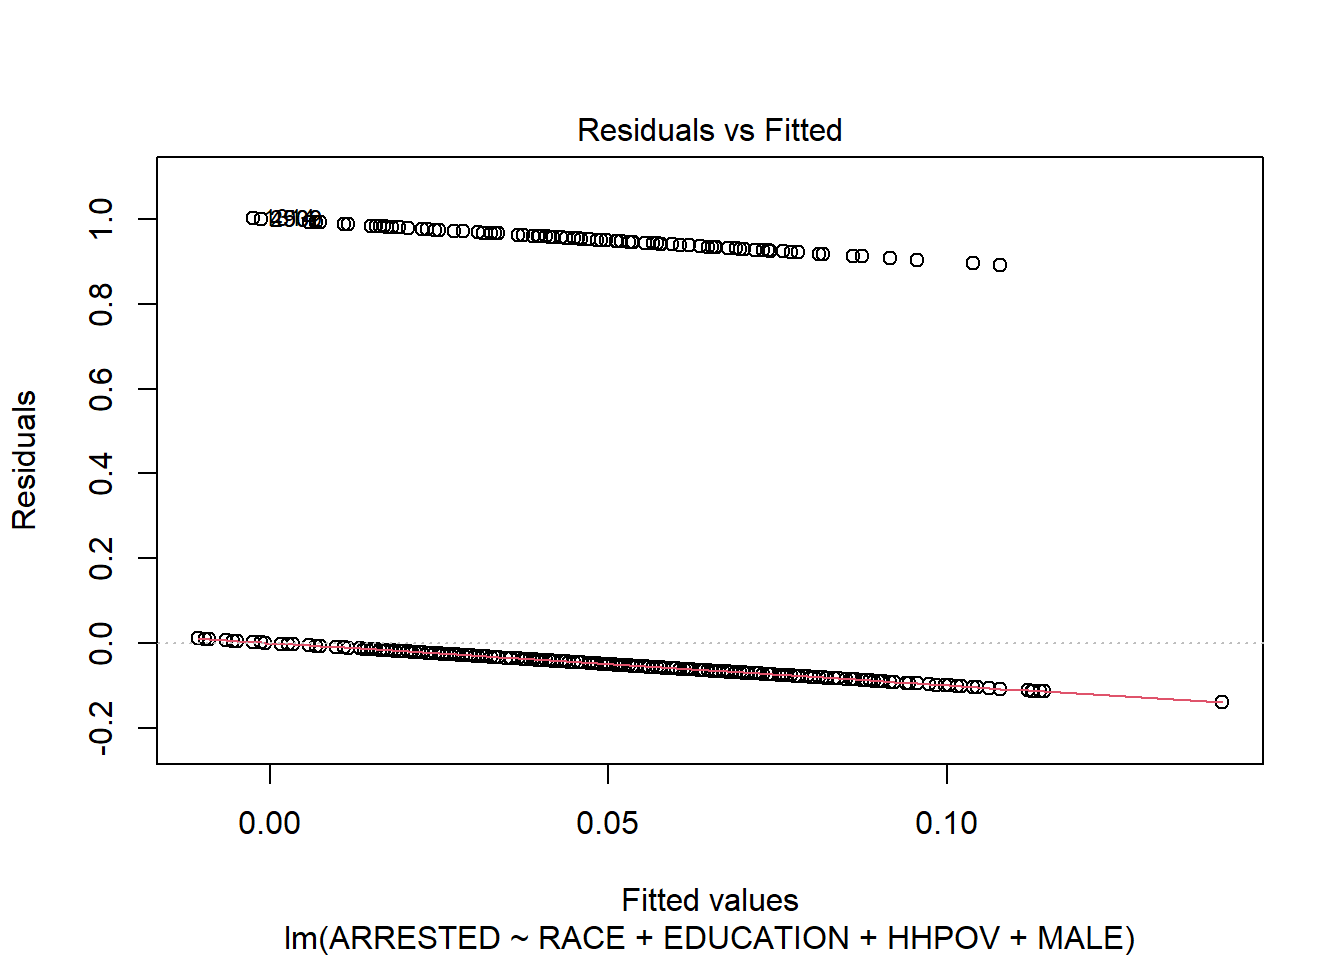 Residuals vs Fitted
1.0
0.8
0.6
0.4
0.2
0.0
-0.2
Residuals
0.00 0.05 0.10
Fitted values
lm(ARRESTED ~ RACE + EDUCATION + HHPOV + MALE)